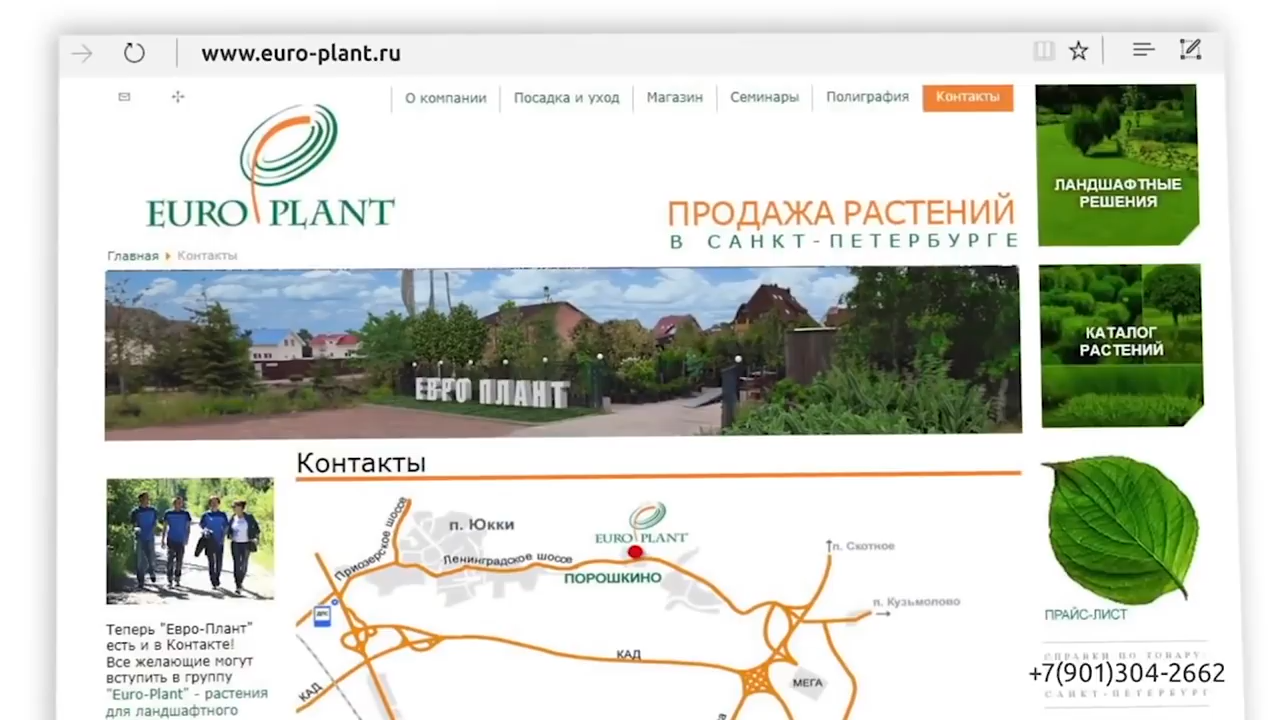 www.euro-plant.ru
О компании
Посадка и уход
Магазин
Семинары
Полиграфия
Контакты
EURO PLANT
ПРОДАЖА РАСТЕНИЙ
В САНКТ-ПЕТЕРБУРГЕ
Главная
Контакты
ЛАНДШАФТНЫЕ
РЕШЕНИЯ
ЕВРО ПЛАНТ
КАТАЛОГ
РАСТЕНИЙ
Контакты
Приозерское шоссе
п. Юкки
Ленинградское шоссе
EURO PLANT
ПОРОШКИНО
п. Скотное
п. Кузьмолово
ДПС
КАД
КАД
МЕГА
Теперь "Евро-Плант"
есть и в Контакте!
Все желающие могут
вступить в группу
"Euro-Plant" - растения
для ландшафтного
ПРАЙС-ЛИСТ
СПРАВКИ ПО ТОВАРУ:
+7(901)304-2662
САНКТ-ПЕТЕРБУРГ